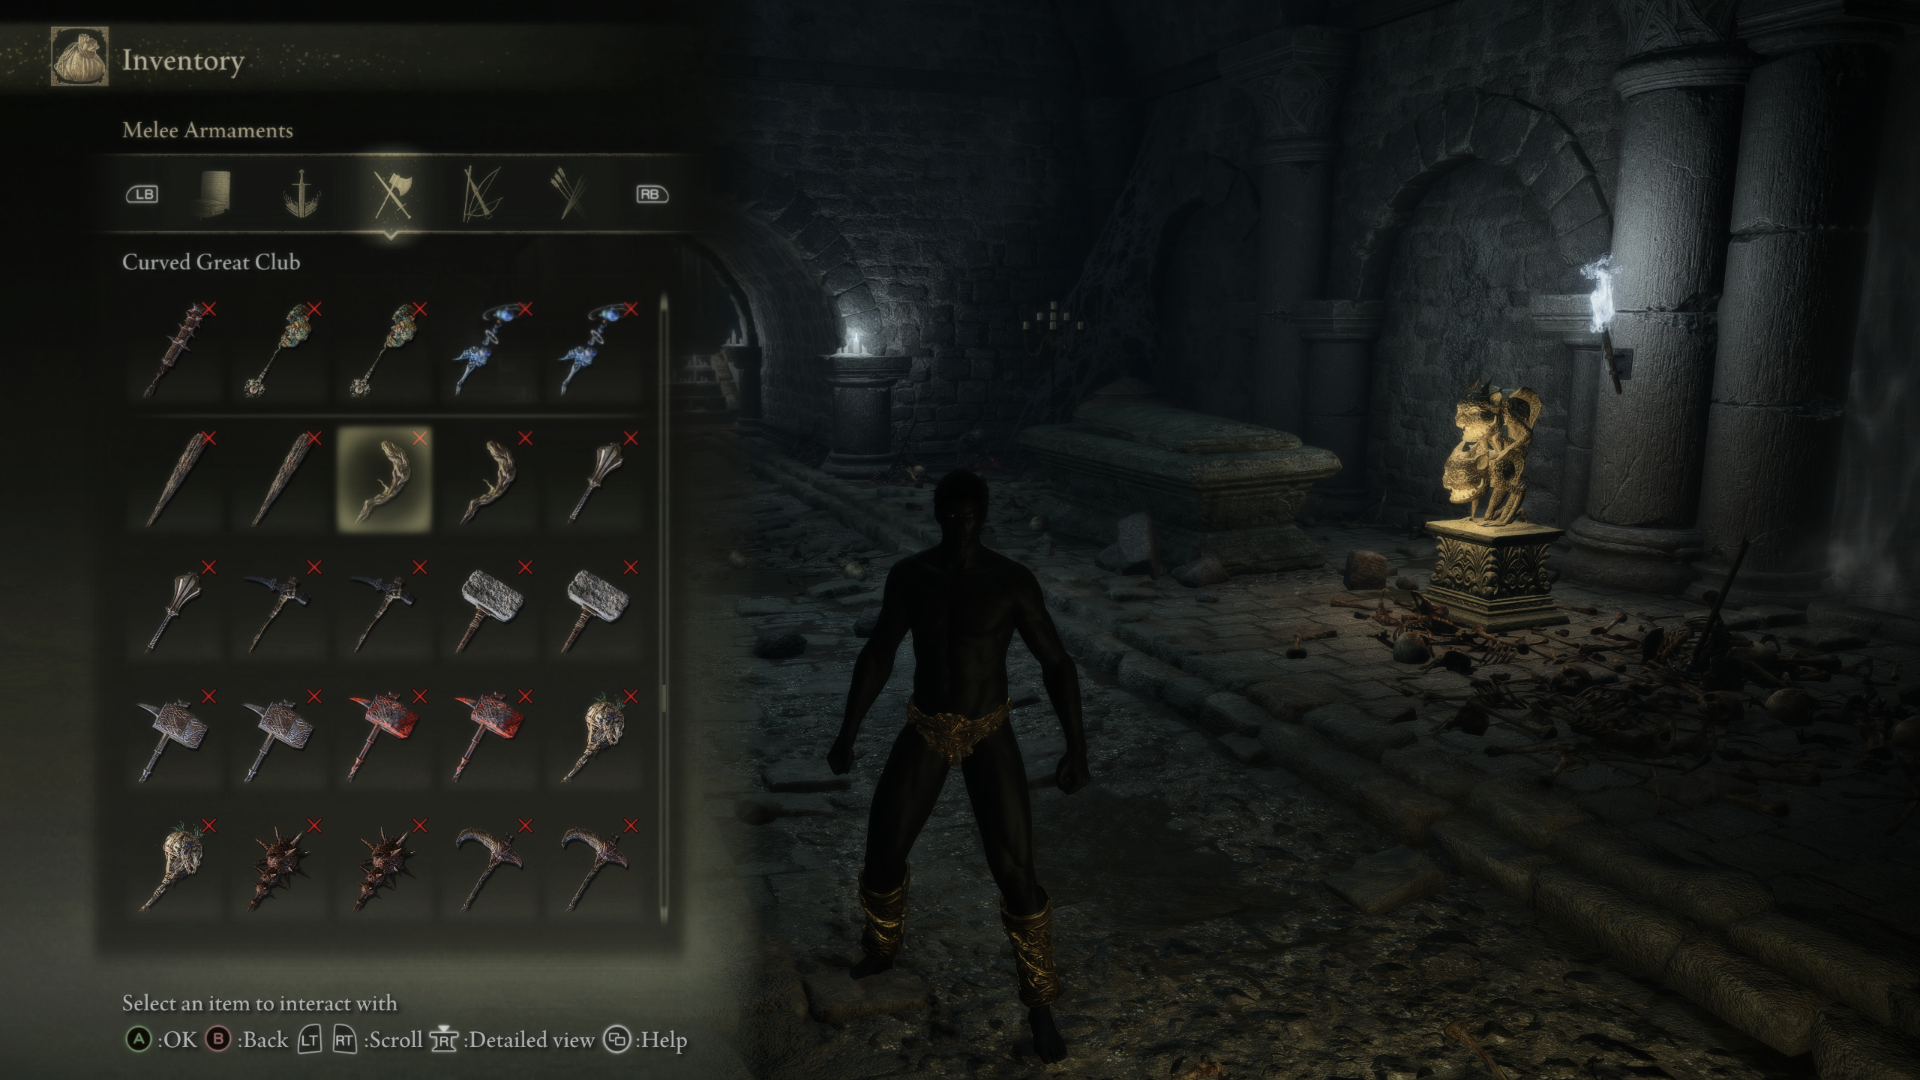 Inventory
Melee Armaments
LB
RB
Curved Great Club
Select an item to interact with
A :OK B :Back LT RT :Scroll R :Detailed view :Help